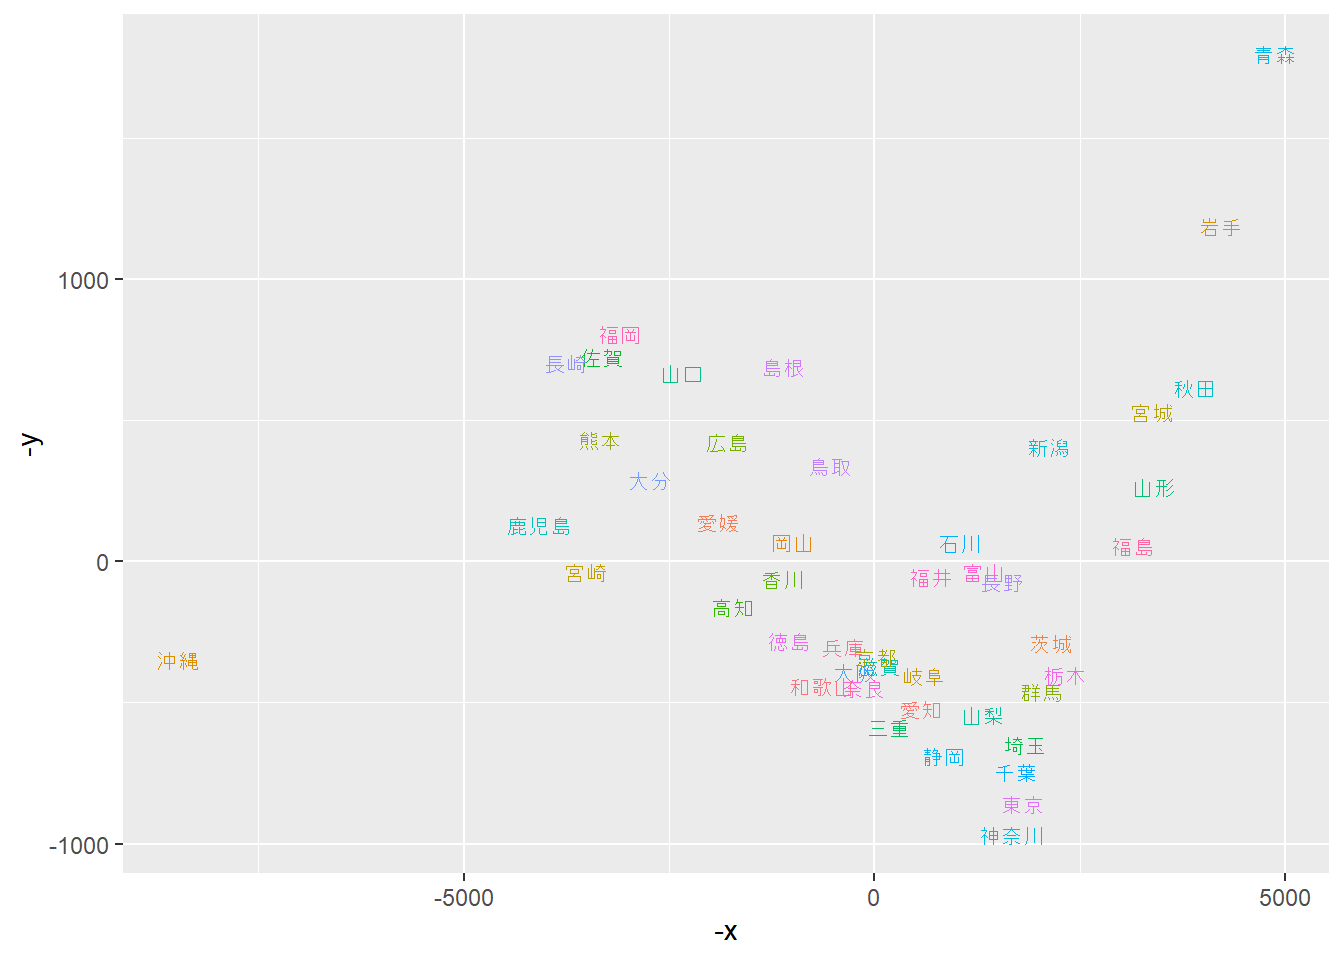 青森
岩手
1000
福岡
佐賀
長崎
山口
島根
秋田
宮城
熊本
広島
新潟
鳥取
大分
山形
鹿児島
愛媛
岡山
石川
福島
0
宮崎
香川
福井
富山
長野
高知
徳島
兵庫
茨城
京都
沖縄
大阪
滋賀
岐阜
栃木
和歌山
奈良
群馬
愛知
山梨
三重
埼玉
静岡
千葉
東京
神奈川
-1000
-5000
0
5000
-x
-y